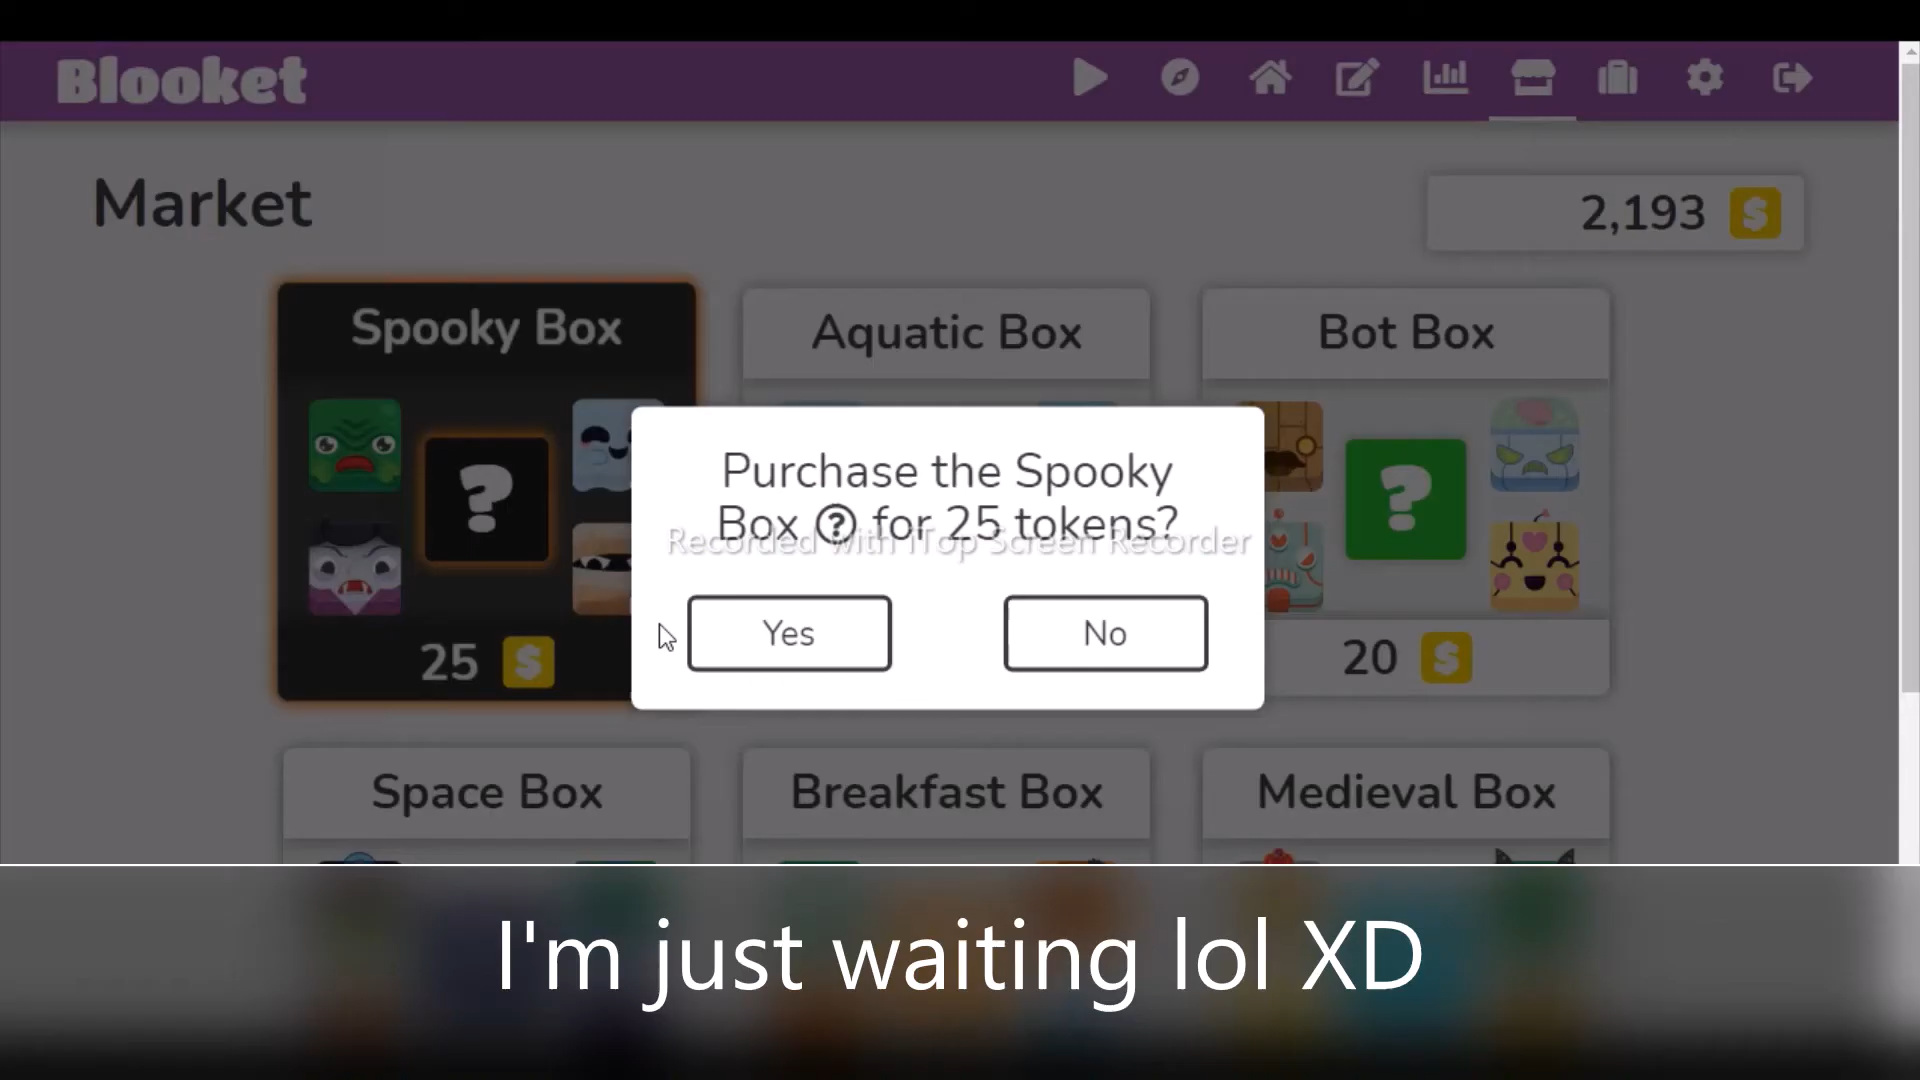 Blooket
Market
2,193
Spooky Box
Aquatic Box
Bot Box
Purchase the Spooky
Box ? for 25 tokens?
Recorded with iTop Screen Recorder
Yes
No
25
20
Space Box
Breakfast Box
Medieval Box
I'm just waiting lol XD